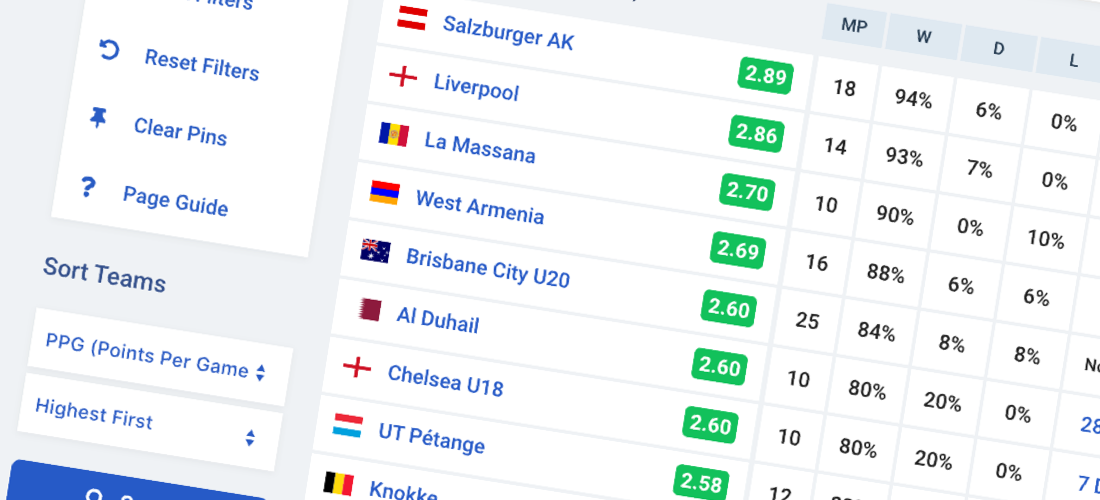 Filters
Reset Filters
Clear Pins
Page Guide
Sort Teams
PPG (Points Per Game
Highest First
MP W D L
Salzburger AK 2.89 18 94% 6% 0%
Liverpool 2.86 14 93% 7% 0%
La Massana 2.70 10 90% 0% 10%
West Armenia 2.69 16 88% 6% 6%
Brisbane City U20 2.60 25 84% 8% 8%
Al Duhail 2.60 10 80% 20% 0% 28
Chelsea U18 2.60 10 80% 20% 0% 7
UT Pétange 2.58 12
Knokke